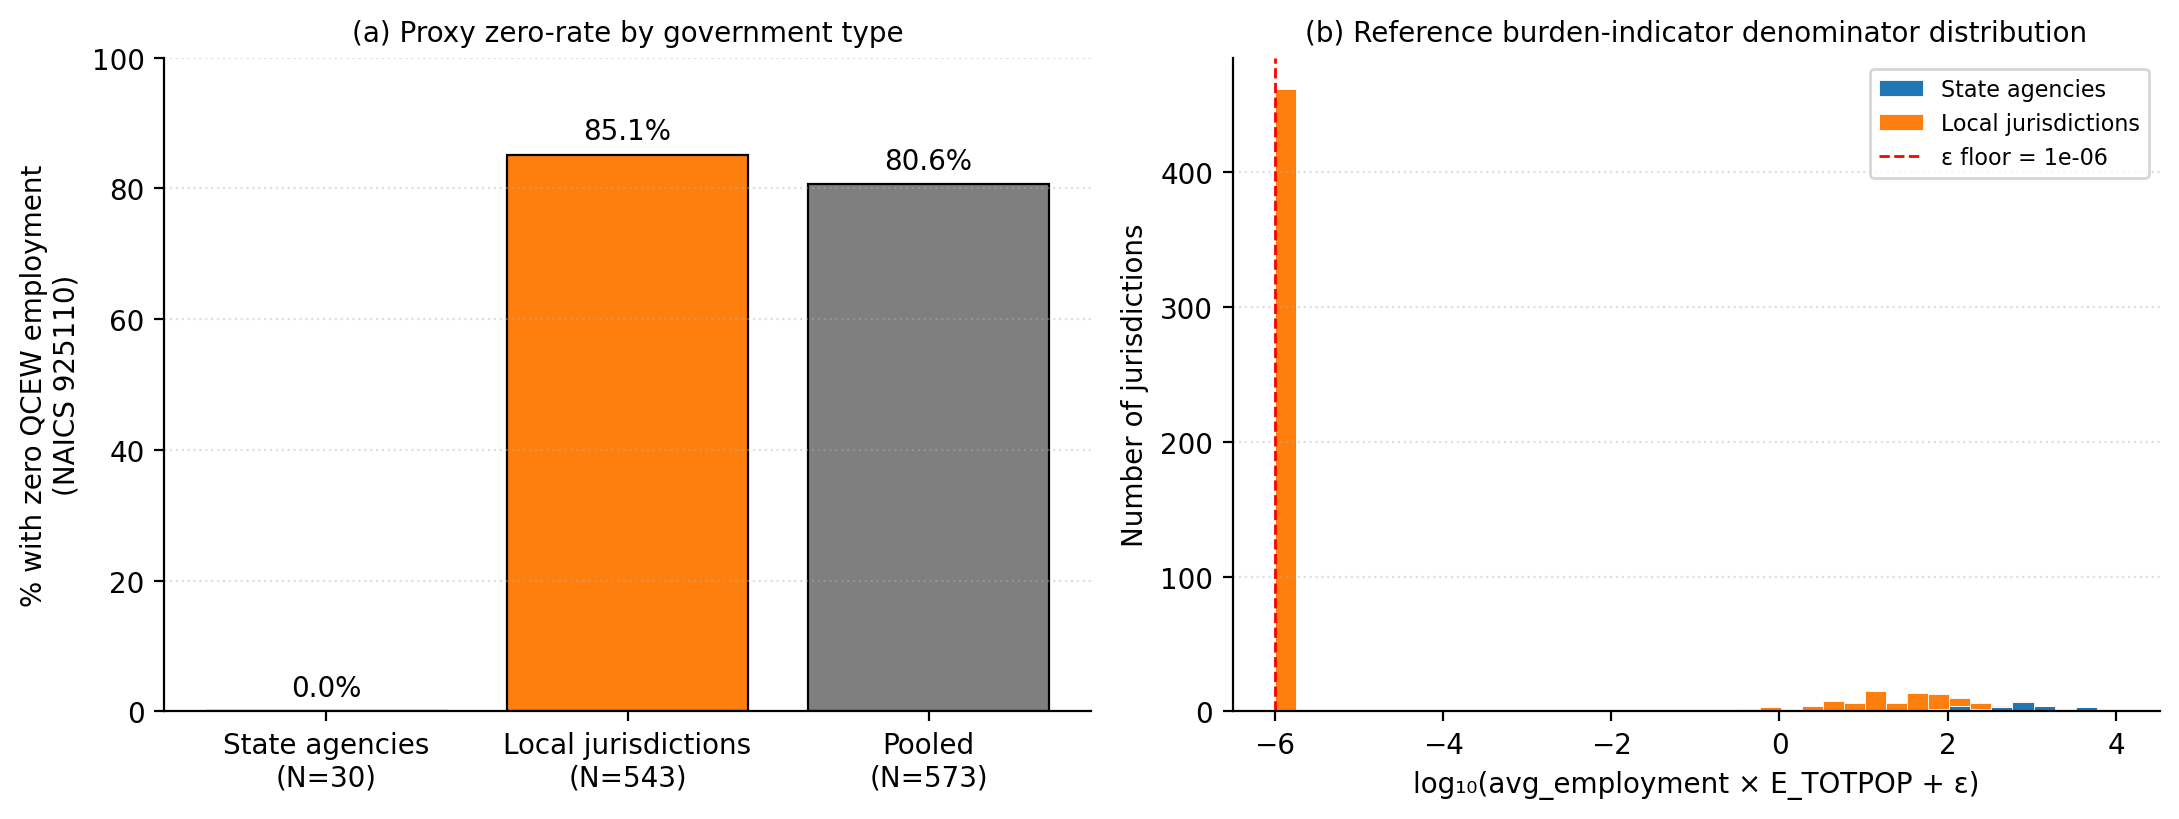 (a) Proxy zero-rate by government type
% with zero QCEW employment
(NAICS 925110)
100
80
60
40
20
0
0.0%
85.1%
80.6%
State agencies
(N=30)
Local jurisdictions
(N=543)
Pooled
(N=573)
(b) Reference burden-indicator denominator distribution
Number of jurisdictions
400
300
200
100
0
State agencies
Local jurisdictions
ε floor = 1e-06
−6
−4
−2
0
2
4
log₁₀(avg_employment × E_TOTPOP + ε)